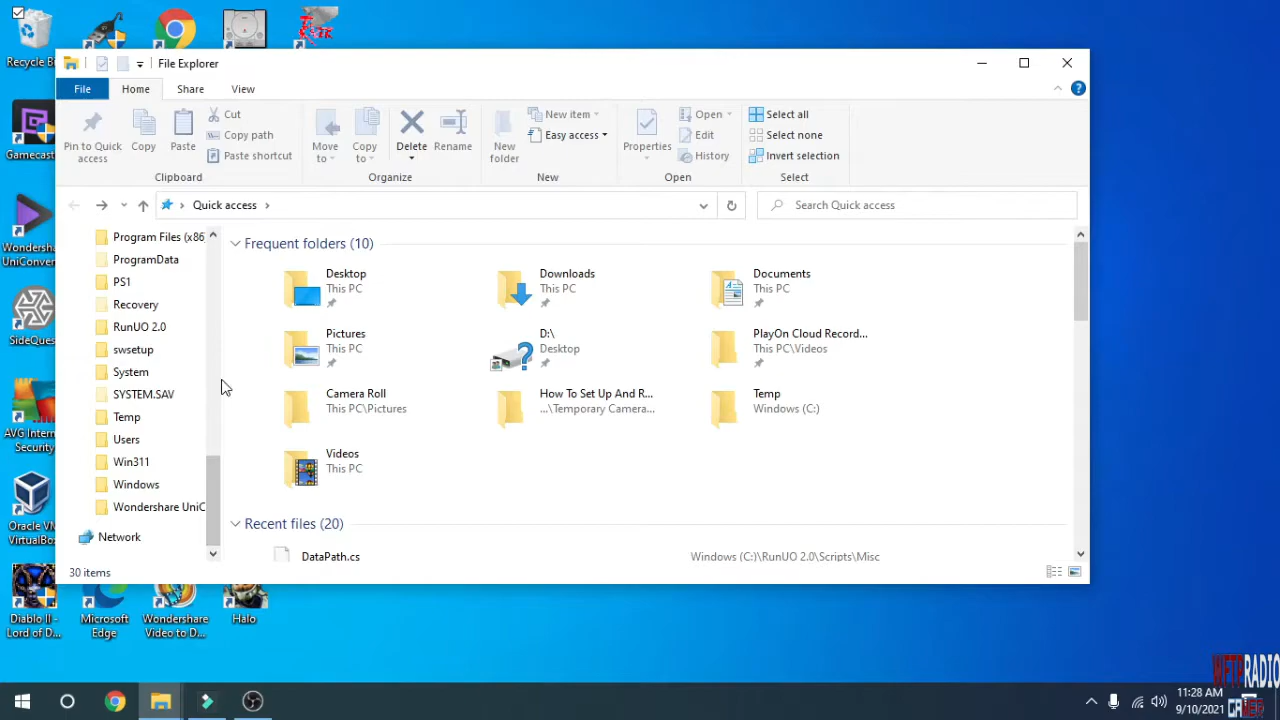 Recycle Bi
File Explorer
File Home Share View
Pin to Quick access
Copy
Paste
Cut
Copy path
Paste shortcut
Clipboard
Move to
Copy to
Delete
Rename
Organize
New folder
New item
Easy access
New
Properties
Open
Edit
History
Open
Select all
Select none
Invert selection
Select
Quick access
Search Quick access
Program Files (x86
ProgramData
PS1
Recovery
RunUO 2.0
swsetup
System
SYSTEM.SAV
Temp
Users
Win311
Windows
Wondershare UniC
Network
Frequent folders (10)
Desktop
This PC
Downloads
This PC
Documents
This PC
Pictures
This PC
D:\
Desktop
PlayOn Cloud Record...
This PC\Videos
Camera Roll
This PC\Pictures
How To Set Up And R...
...\Temporary Camera...
Temp
Windows (C:)
Videos
This PC
Recent files (20)
DataPath.cs Windows (C:)\RunUO 2.0\Scripts\Misc
30 items
Gamecast
Wondersh
UniConver
SideQues
AVG Intern
Security
Oracle VM
VirtualBo
Diablo II -
Lord of D...
Microsoft
Edge
Wondershare
Video to D...
Halo
11:28 AM
9/10/2021
WFTRRADIO
GAMER